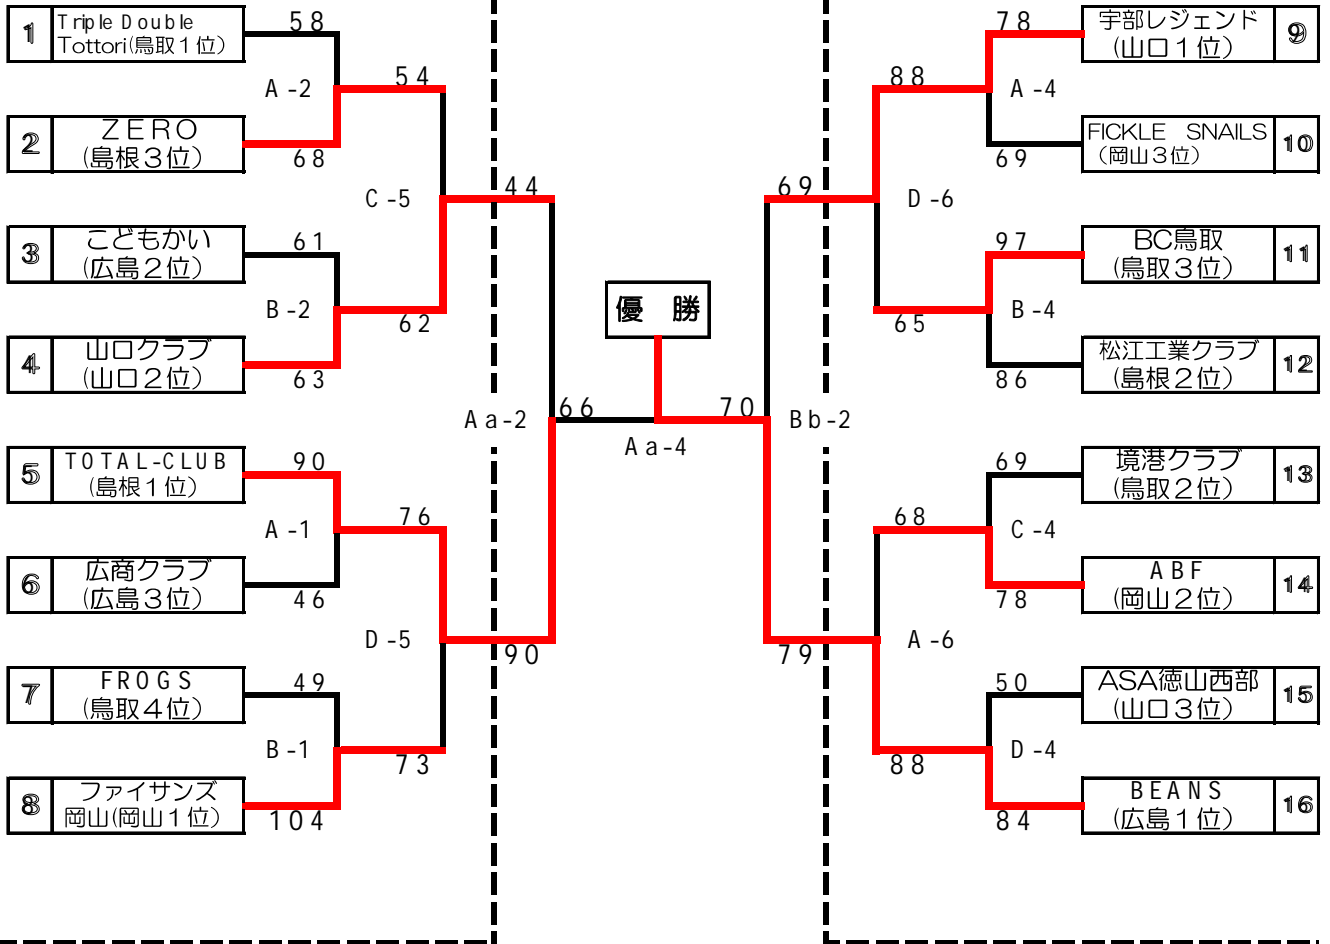 1
Triple Double
Tottori(鳥取1位)
58
A-2
54
2
ZERO
(島根3位)
68
C-5
44
3
こどもかい
(広島2位)
61
B-2
62
4
山口クラブ
(山口2位)
63
Aa-2
66
5
TOTAL-CLUB
(島根1位)
90
A-1
76
6
広商クラブ
(広島3位)
46
D-5
90
7
FROGS
(鳥取4位)
49
B-1
73
8
ファイサンズ
岡山(岡山1位)
104
優 勝
Aa-4
70
78
宇部レジェンド
(山口1位)
9
88
A-4
69
FICKLE SNAILS
(岡山3位)
10
69
D-6
97
BC鳥取
(鳥取3位)
11
65
B-4
86
松江工業クラブ
(島根2位)
12
Bb-2
69
境港クラブ
(鳥取2位)
13
68
C-4
78
ABF
(岡山2位)
14
79
A-6
50
ASA徳山西部
(山口3位)
15
88
D-4
84
BEANS
(広島1位)
16